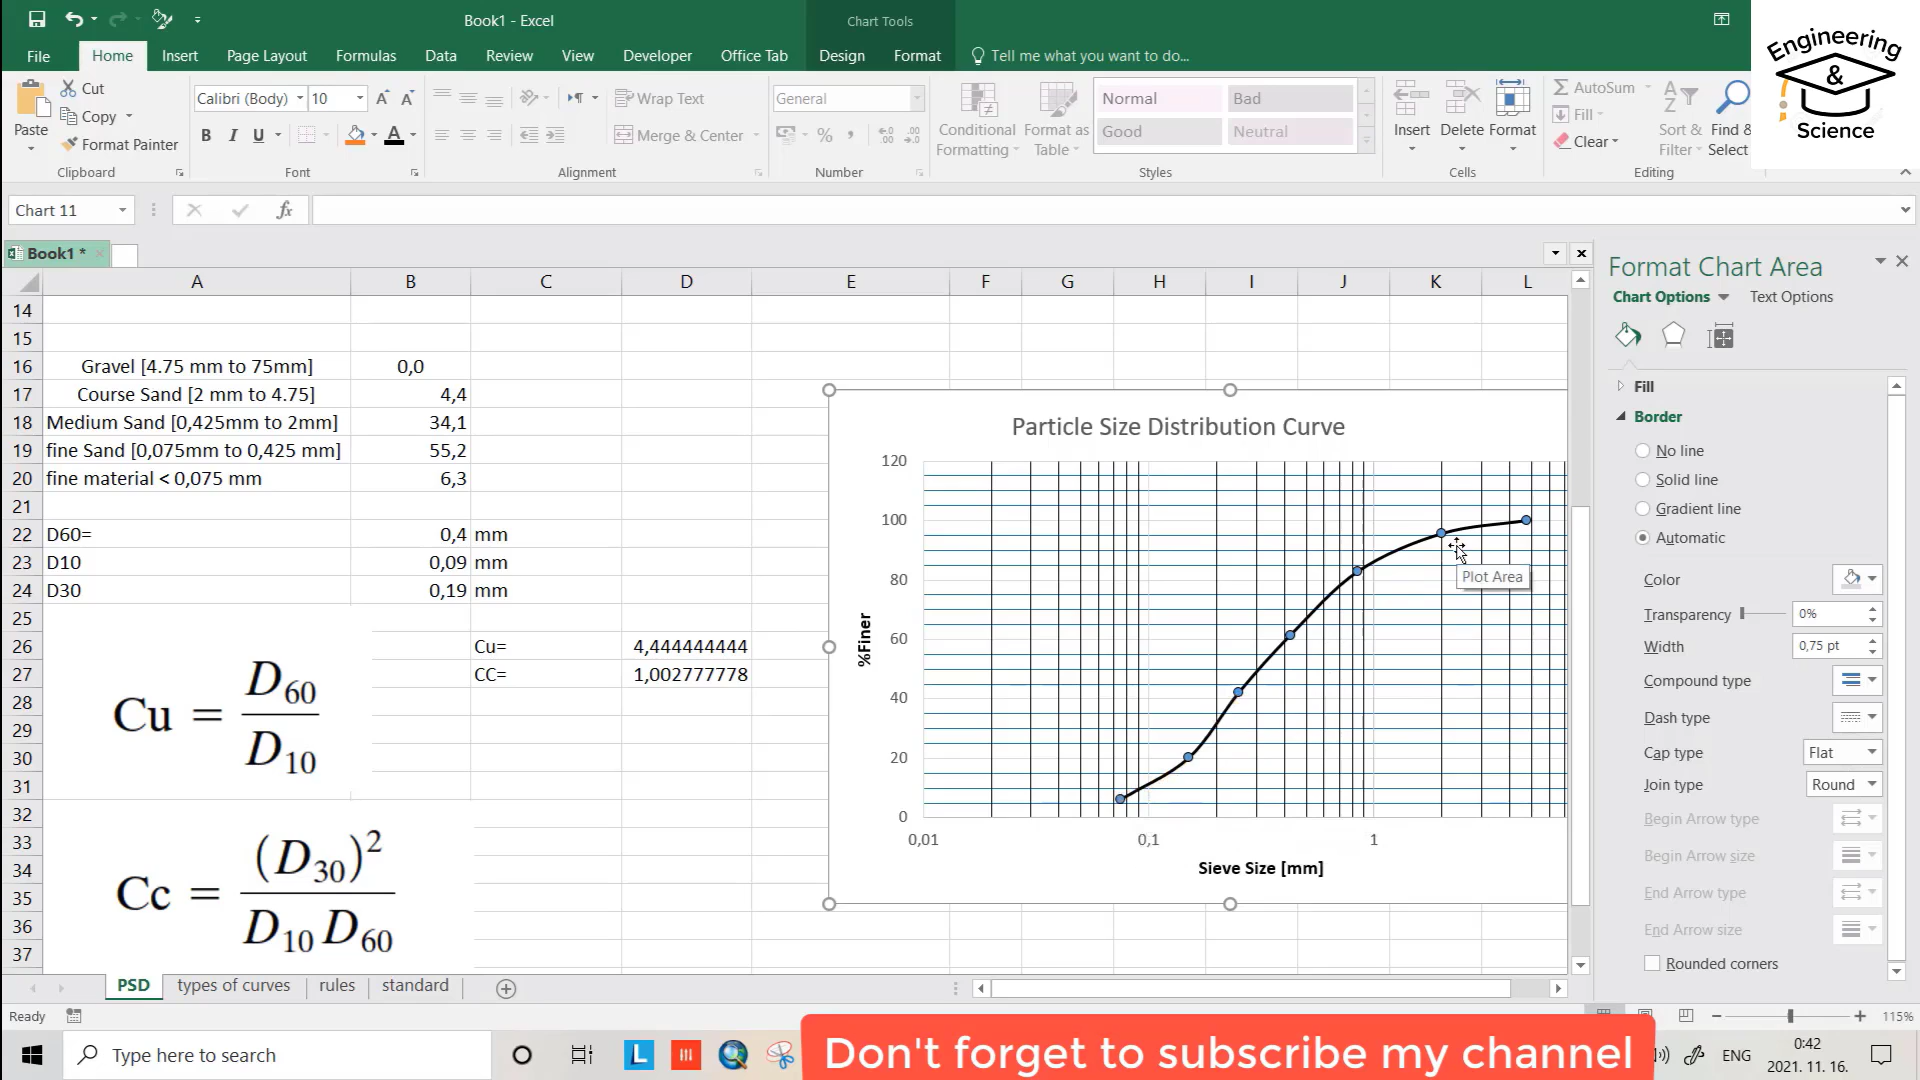 Book1 - Excel
Chart Tools
File Home Insert Page Layout Formulas Data Review View Developer Office Tab Design Format Tell me what you want to do...
Engineering
&
Science
Paste
Cut
Copy
Format Painter
Clipboard
Calibri (Body) 10
B I U A
Font
Wrap Text
Merge & Center
Alignment
General
%
Number
Conditional
Formatting
Format as
Table
Normal Bad
Good Neutral
Styles
Insert Delete Format
Cells
AutoSum
Fill
Clear
Sort &
Filter
Find &
Select
Editing
Chart 11
fx
Book1 *
A B C D E F G H I J K L
14
15
16 Gravel [4.75 mm to 75mm] 0,0
17 Course Sand [2 mm to 4.75] 4,4
18 Medium Sand [0,425mm to 2mm] 34,1
19 fine Sand [0,075mm to 0,425 mm] 55,2
20 fine material < 0,075 mm 6,3
21
22 D60= 0,4 mm
23 D10 0,09 mm
24 D30 0,19 mm
25
26 Cu= 4,444444444
27 CC= 1,002777778
28
29
30
31
32
33
34
35
36
37
Cu = D60 / D10
Cc = (D30)2 / D10 D60
Particle Size Distribution Curve
120
100
80
60
40
20
0
%Finer
0,01 0,1 1
Sieve Size [mm]
Plot Area
Format Chart Area
Chart Options Text Options
Fill
Border
No line
Solid line
Gradient line
Automatic
Color
Transparency 0%
Width 0,75 pt
Compound type
Dash type
Cap type Flat
Join type Round
Begin Arrow type
Begin Arrow size
End Arrow type
End Arrow size
Rounded corners
PSD types of curves rules standard
Ready
115%
Type here to search
L
Don't forget to subscribe my channel
ENG
0:42
2021. 11. 16.